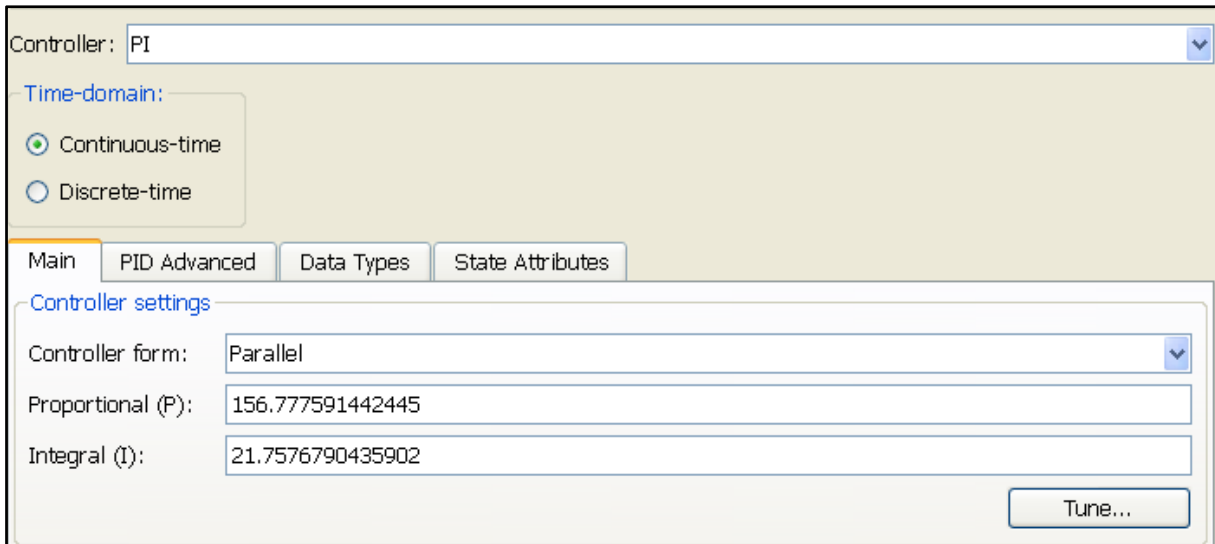 Controller: PI
Time-domain:
Continuous-time
Discrete-time
Main PID Advanced Data Types State Attributes
Controller settings
Controller form: Parallel
Proportional (P): 156.777591442445
Integral (I): 21.7576790435902
Tune...